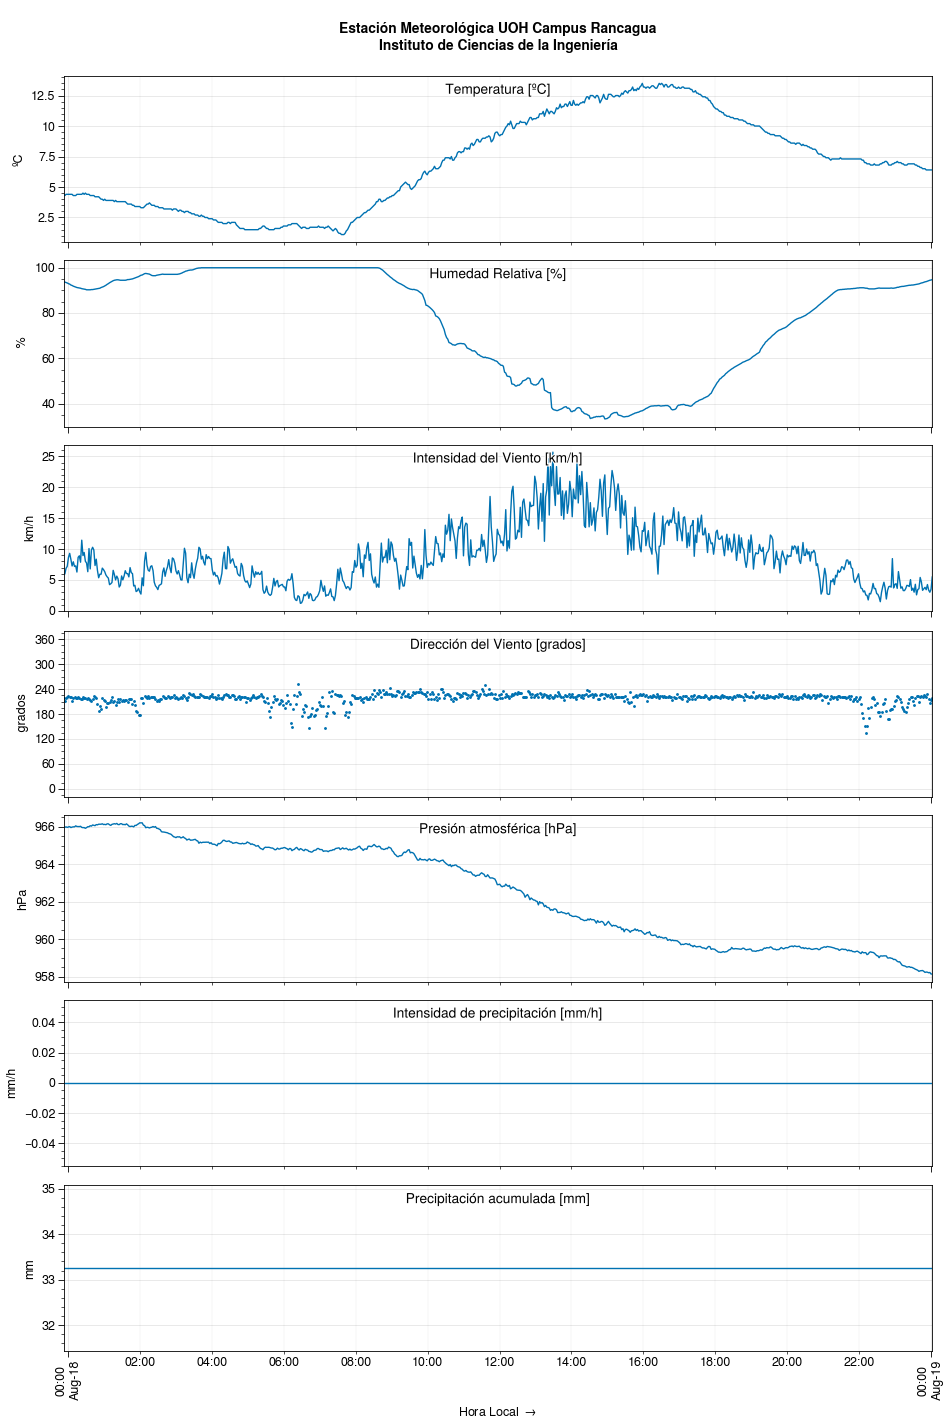 Estación Meteorológica UOH Campus Rancagua
Instituto de Ciencias de la Ingeniería
Temperatura [ºC]
ºC
12.5
10
7.5
5
2.5
Humedad Relativa [%]
%
100
80
60
40
Intensidad del Viento [km/h]
km/h
25
20
15
10
5
0
Dirección del Viento [grados]
grados
360
300
240
180
120
60
0
Presión atmosférica [hPa]
hPa
966
964
962
960
958
Intensidad de precipitación [mm/h]
mm/h
0.04
0.02
0
−0.02
−0.04
Precipitación acumulada [mm]
mm
35
34
33
32
00:00
Aug-18
02:00
04:00
06:00
08:00
10:00
12:00
14:00
16:00
18:00
20:00
22:00
00:00
Aug-19
Hora Local →